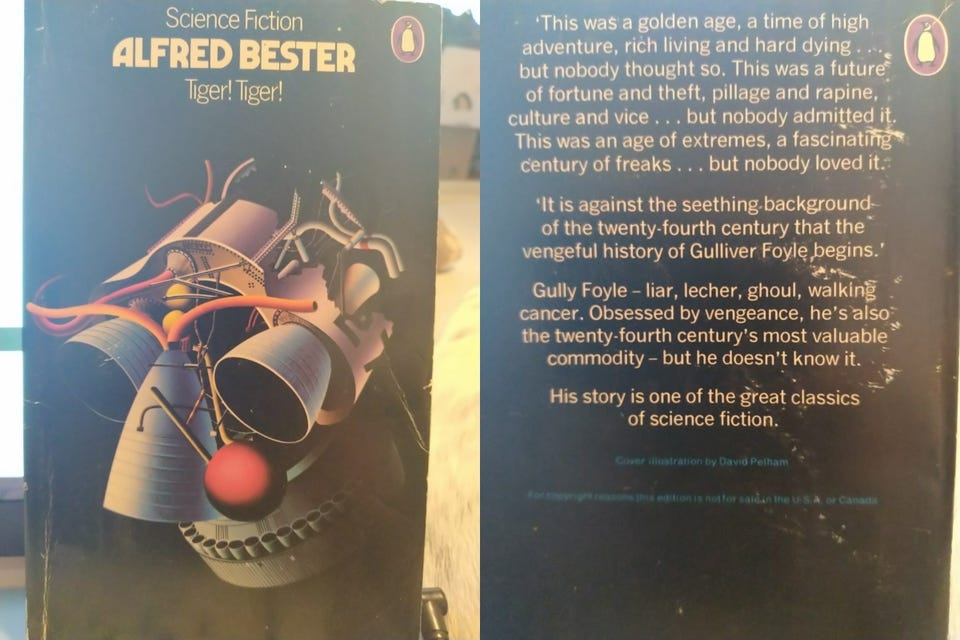 Science Fiction
ALFRED BESTER
Tiger! Tiger!
‘This was a golden age, a time of high
adventure, rich living and hard dying . . .
but nobody thought so. This was a future
of fortune and theft, pillage and rapine,
culture and vice . . . but nobody admitted it.
This was an age of extremes, a fascinating
century of freaks . . . but nobody loved it.
‘It is against the seething background
of the twenty-fourth century that the
vengeful history of Gulliver Foyle begins.’
Gully Foyle – liar, lecher, ghoul, walking
cancer. Obsessed by vengeance, he’s also
the twenty-fourth century’s most valuable
commodity – but he doesn’t know it.
His story is one of the great classics
of science fiction.
Cover illustration by David Pelham
For copyright reasons this edition is not for sale in the U.S.A. or Canada